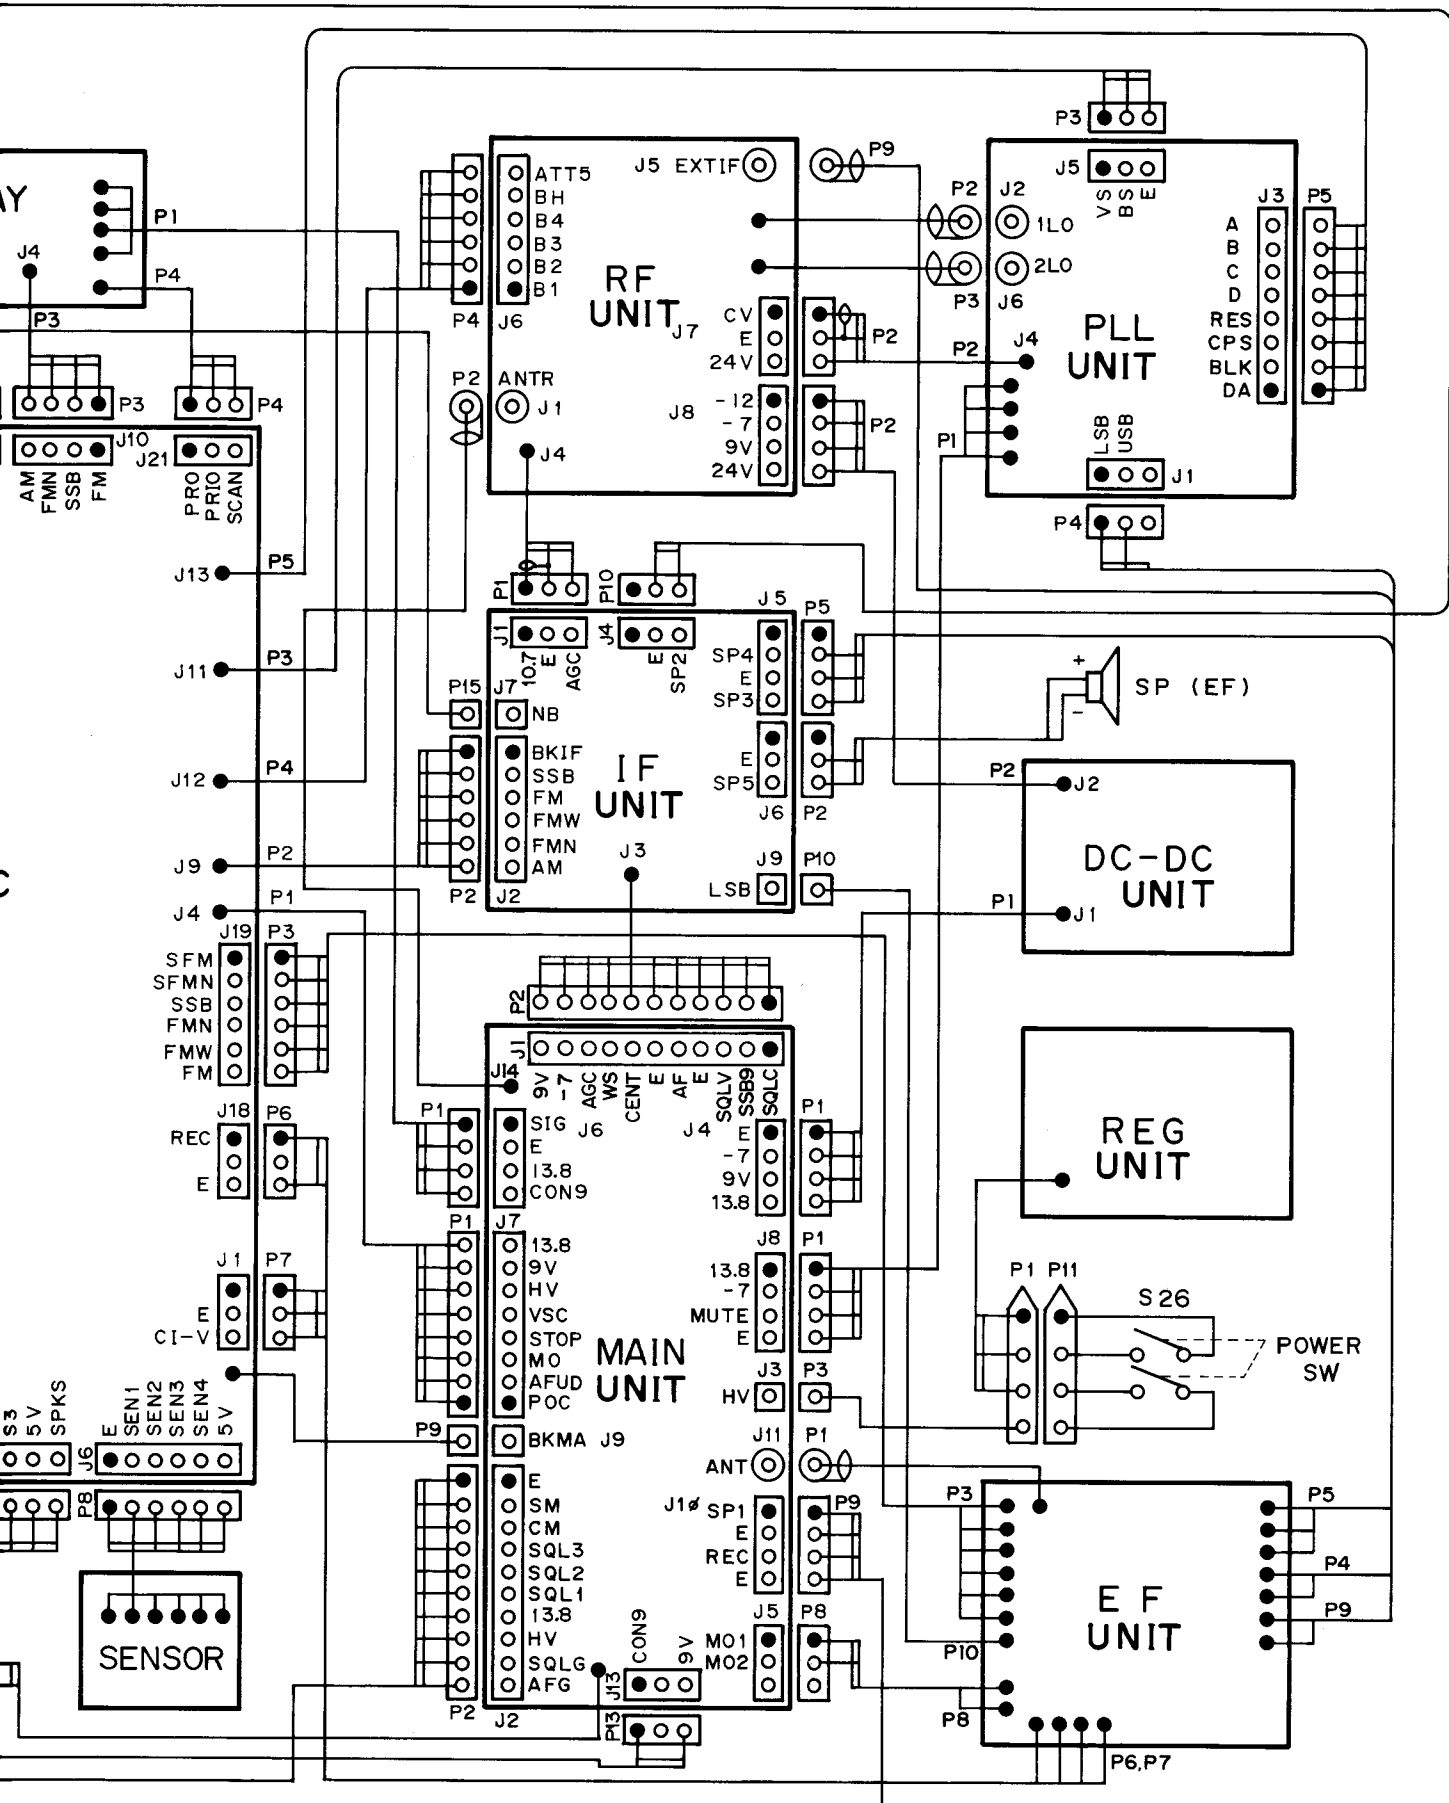 P3
J5
VS
BS
E
P9
J5 EXTIF
P2
J2
1LO
2LO
P3
J6
J3
P5
A
B
C
D
RES
CPS
BLK
DA
PLL
UNIT
J4
P2
P1
LSB
USB
J1
P4
ATT5
BH
B4
B3
B2
B1
P4
J6
RF
UNIT
J7
CV
E
24V
P2
J8
-12
-7
9V
24V
P2
P2
ANTR
J1
J4
AY
J4
P1
P4
P3
P3
P4
J10
J21
AM
FMN
SSB
FM
PRO
PRIO
SCAN
J13
P5
J11
P3
J12
P4
J9
P2
J4
P1
C
J19
P3
SFM
SFMN
SSB
FMN
FMW
FM
J18
P6
REC
E
J1
P7
E
CI-V
S3
5V
SPKS
J6
E
SEN1
SEN2
SEN3
SEN4
5V
P8
SENSOR
P1
P10
J1
10.7
E
AGC
J4
E
SP2
J5
P5
SP4
E
SP3
P15
J7
NB
BKIF
SSB
FM
FMW
FMN
AM
P2
J2
IF
UNIT
J3
E
SP5
J6
P2
J9
P10
LSB
+
-
SP (EF)
P2
J2
DC-DC
UNIT
P1
J1
P2
J1
J14
9V
-7
AGC
WS
CENT
E
AF
E
SQLV
SSB9
SQLC
P1
SIG
J6
E
13.8
CON9
J4
P1
E
-7
9V
13.8
P1
J7
13.8
9V
HV
VSC
STOP
MO
AFUD
POC
MAIN
UNIT
J8
P1
13.8
-7
MUTE
E
J3
P3
HV
P9
BKMA J9
J11
P1
ANT
E
SM
CM
SQL3
SQL2
SQL1
13.8
HV
SQLG
AFG
P2
J2
J1ø
SP1
E
REC
E
P9
J5
P8
MO1
MO2
CON9
9V
J13
P13
REG
UNIT
P1
P11
S26
POWER
SW
P3
P10
P8
EF
UNIT
P5
P4
P9
P6,P7